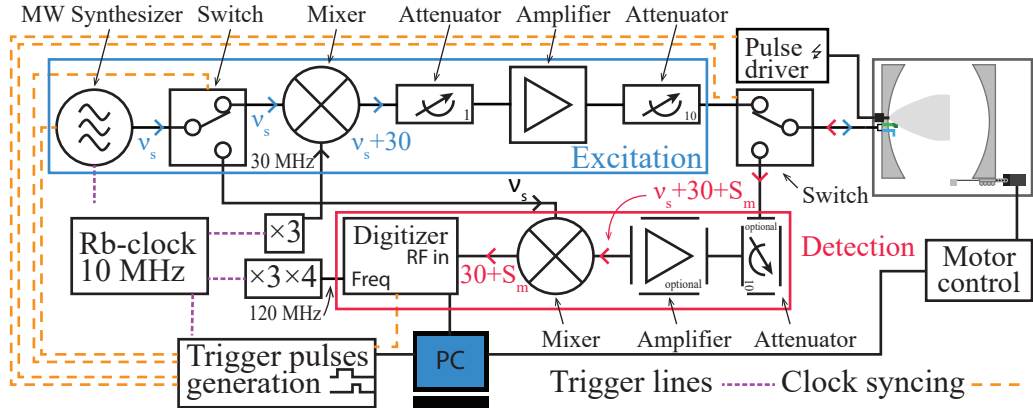 MW Synthesizer
Switch
Mixer
Attenuator
Amplifier
Attenuator
Pulse
driver
1
10
ν_s
ν_s
ν_s+30
30 MHz
Excitation
Switch
ν_s
ν_s+30+S_m
Rb-clock
10 MHz
×3
×3×4
120 MHz
Digitizer
RF in
Freq
30+S_m
optional
optional
10
Detection
Motor
control
Mixer
Amplifier
Attenuator
Trigger pulses
generation
PC
Trigger lines
Clock syncing